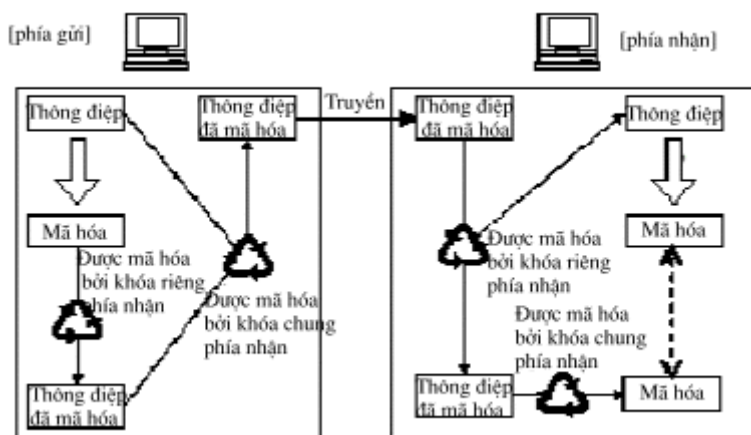 [phía gửi]
[phía nhận]
Thông điệp
Thông điệp
đã mã hóa
Truyền
Thông điệp
đã mã hóa
Thông điệp
Mã hóa
Được mã hóa
bởi khóa riêng
phía nhận
Được mã hóa
bởi khóa chung
phía nhận
Thông điệp
đã mã hóa
Được mã hóa
bởi khóa riêng
phía nhận
Mã hóa
Được mã hóa
bởi khóa chung
phía nhận
Thông điệp
đã mã hóa
Mã hóa